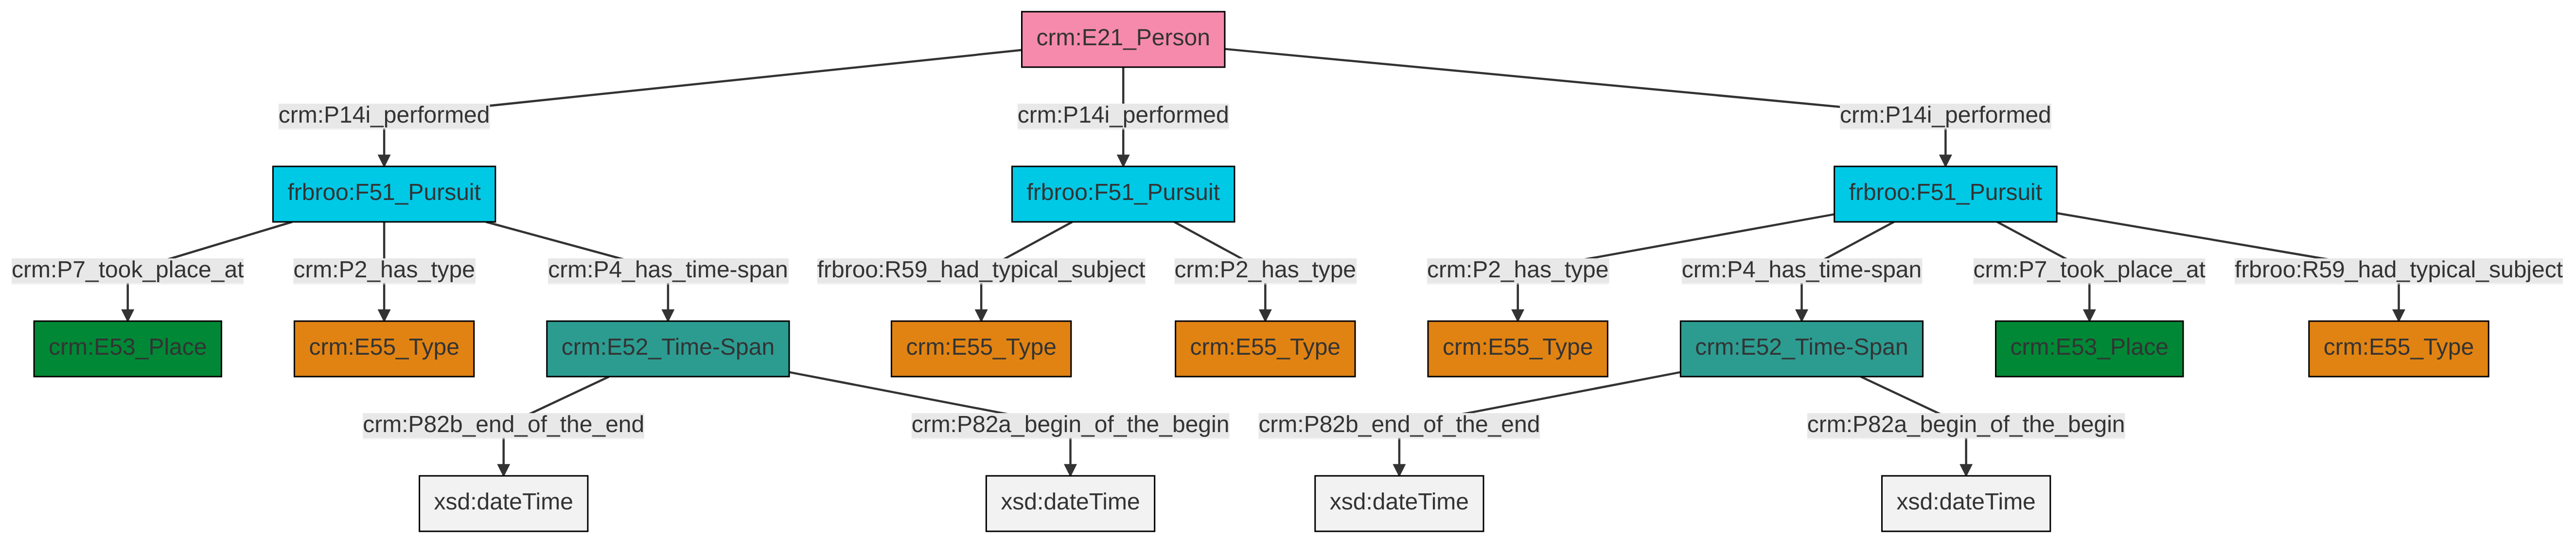 crm:E21_Person
crm:P14i_performed
crm:P14i_performed
crm:P14i_performed
frbroo:F51_Pursuit
frbroo:F51_Pursuit
frbroo:F51_Pursuit
crm:P7_took_place_at
crm:P2_has_type
crm:P4_has_time-span
frbroo:R59_had_typical_subject
crm:P2_has_type
crm:P2_has_type
crm:P4_has_time-span
crm:P7_took_place_at
frbroo:R59_had_typical_subject
crm:E53_Place
crm:E55_Type
crm:E52_Time-Span
crm:E55_Type
crm:E55_Type
crm:E55_Type
crm:E52_Time-Span
crm:E53_Place
crm:E55_Type
crm:P82b_end_of_the_end
crm:P82a_begin_of_the_begin
crm:P82b_end_of_the_end
crm:P82a_begin_of_the_begin
xsd:dateTime
xsd:dateTime
xsd:dateTime
xsd:dateTime